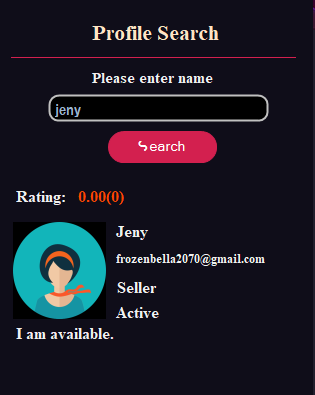 Profile Search
Please enter name
jeny
Search
Rating: 0.00(0)
Jeny
frozenbella2070@gmail.com
Seller
Active
I am available.